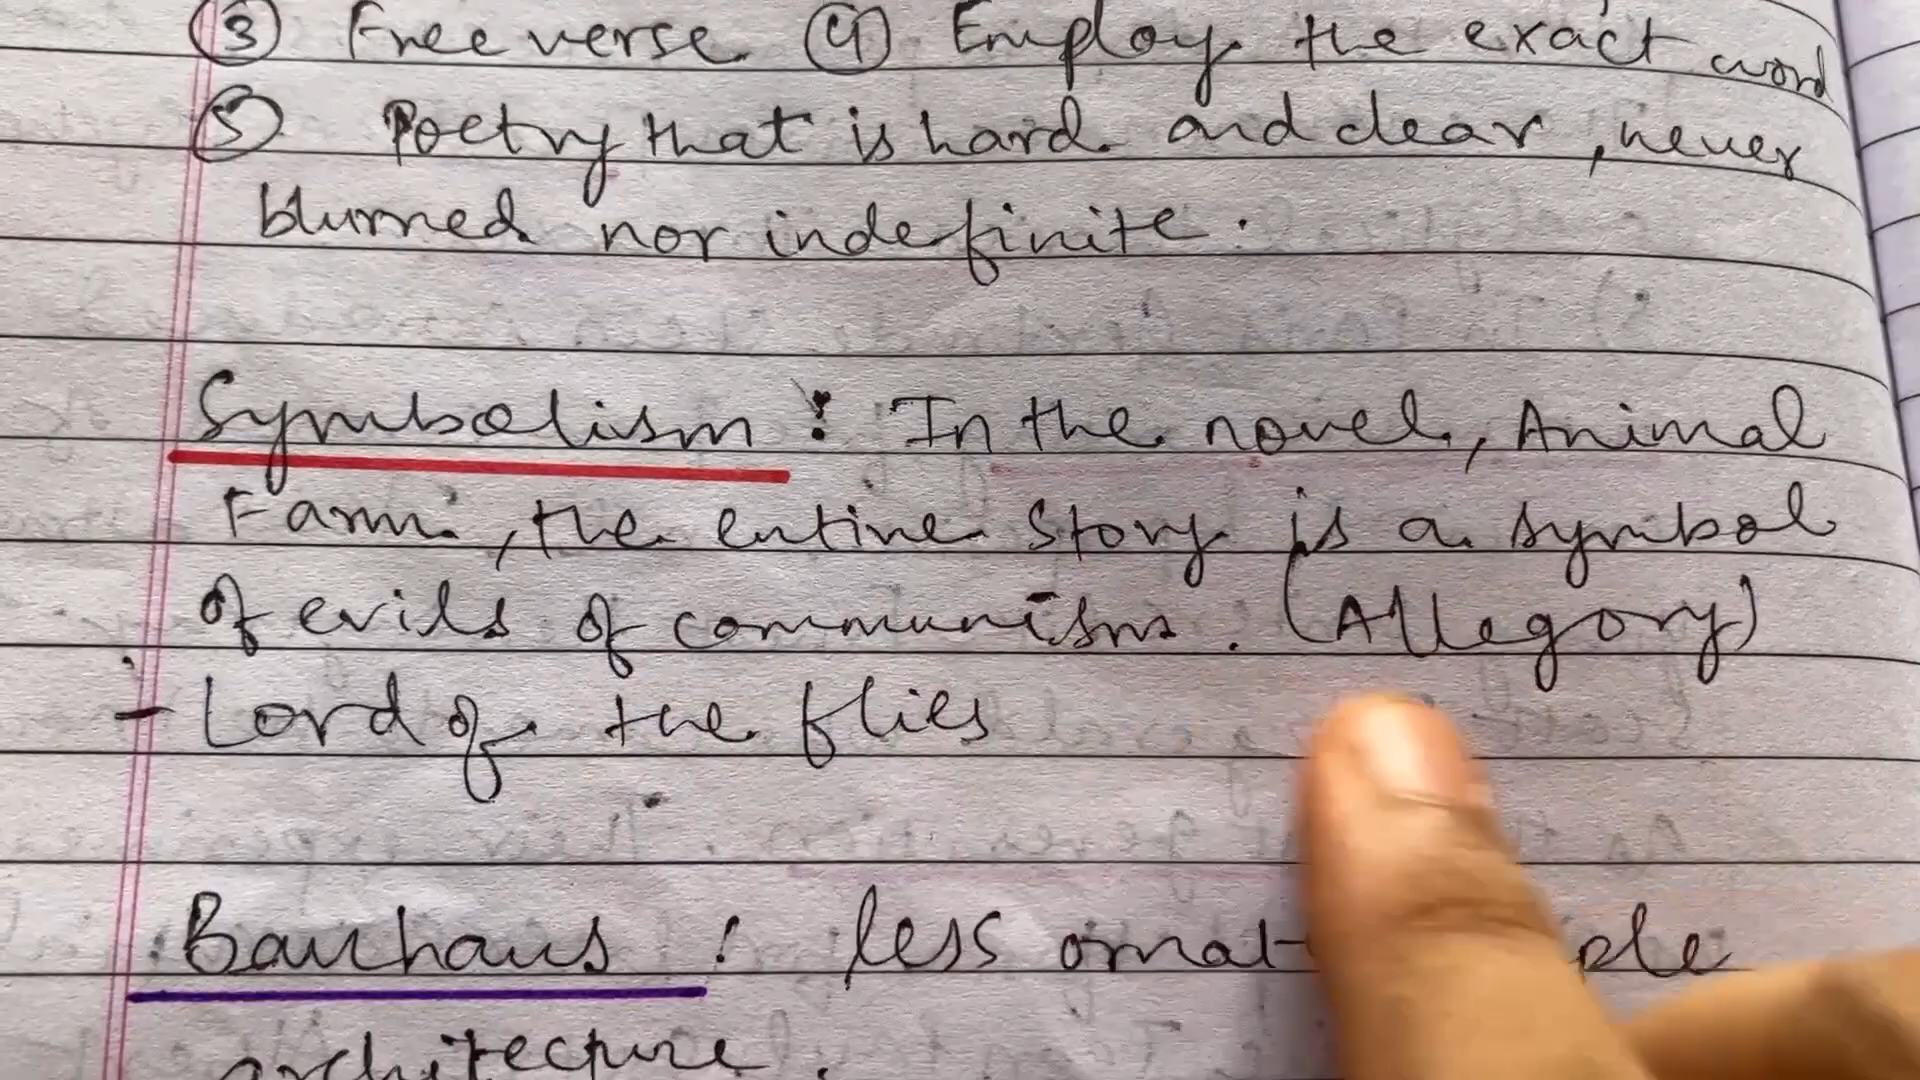 ③ Free verse ④ Employ the exact word
⑤ Poetry that is hard and clear, never
blurred nor indefinite.
Symbolism: In the novel, Animal
Farm, the entire story is a symbol
of evils of communism. (Allegory)
- Lord of the flies
Bauhaus: less
architecture.